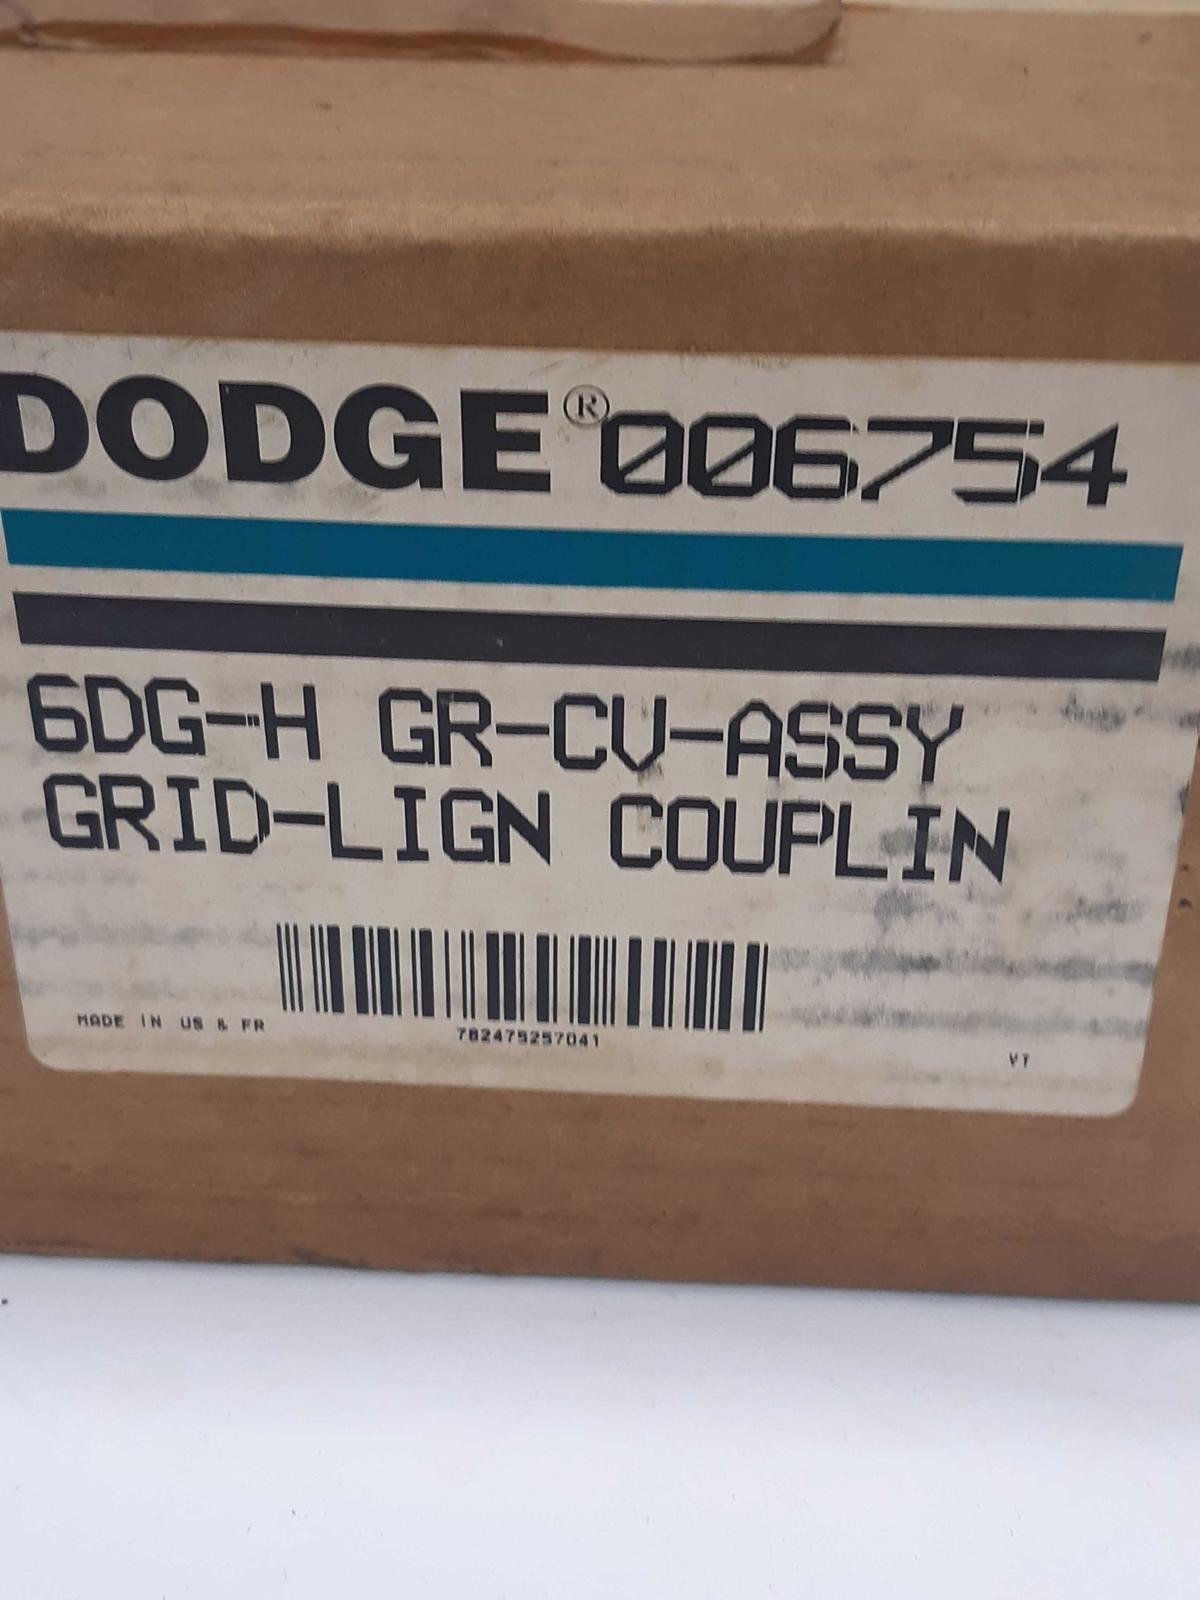 DODGE® 006754
6DG-H GR-CV-ASSY
GRID-LIGN COUPLIN
MADE IN US & FR
782475257041
VT